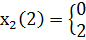 x₂(2) = {0
2